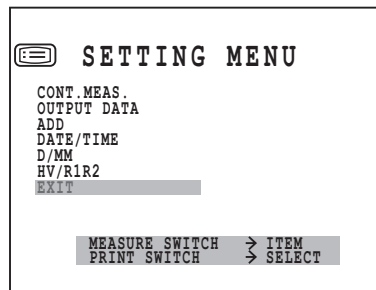 SETTING MENU
CONT.MEAS.
OUTPUT DATA
ADD
DATE/TIME
D/MM
HV/R1R2
EXIT
MEASURE SWITCH → ITEM
PRINT SWITCH → SELECT